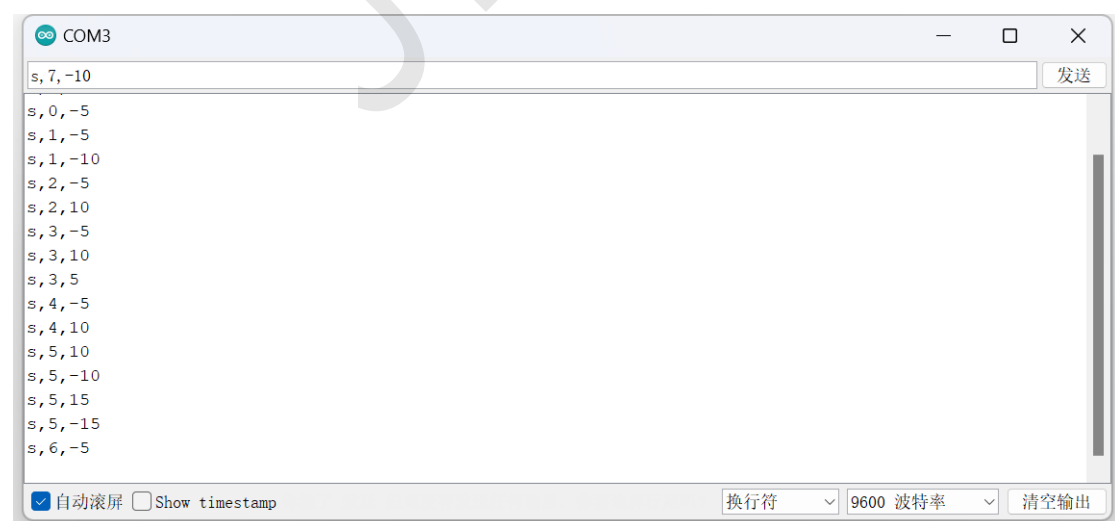 COM3
s,7,-10
发送
s,0,-5
s,1,-5
s,1,-10
s,2,-5
s,2,10
s,3,-5
s,3,10
s,3,5
s,4,-5
s,4,10
s,5,10
s,5,-10
s,5,15
s,5,-15
s,6,-5
自动滚屏 Show timestamp 换行符 9600 波特率 清空输出